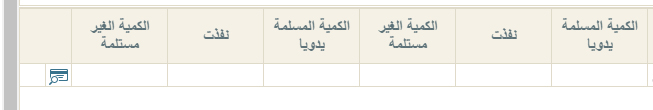 الكمية المسلمة يدويا
نفذت
الكمية الغير مستلمة
الكمية المسلمة يدويا
نفذت
الكمية الغير مستلمة